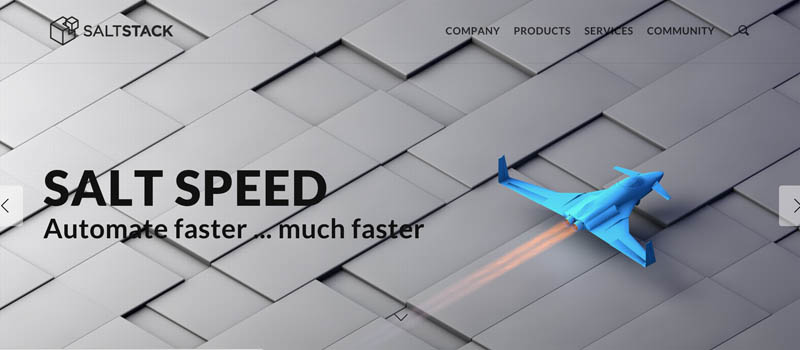 SALTSTACK
COMPANY PRODUCTS SERVICES COMMUNITY
SALT SPEED
Automate faster ... much faster